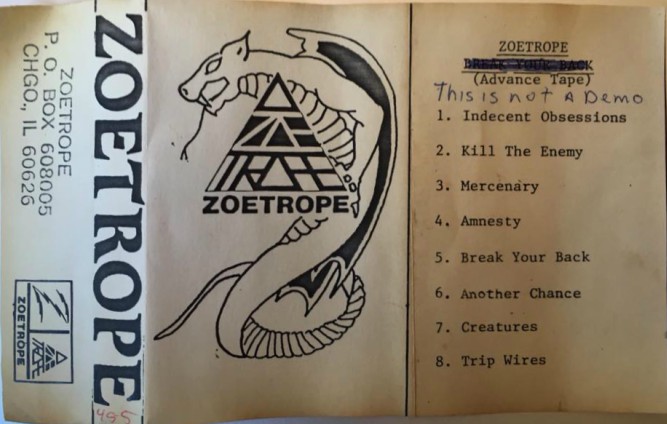 ZOETROPE
P. O. BOX 608005
CHGO., IL 60626
ZOETROPE
ZOETROPE
485
ZOETROPE
ZOETROPE
ZOETROPE
BREAK YOUR BACK
(Advance Tape)
This is not A Demo
1. Indecent Obsessions
2. Kill The Enemy
3. Mercenary
4. Amnesty
5. Break Your Back
6. Another Chance
7. Creatures
8. Trip Wires